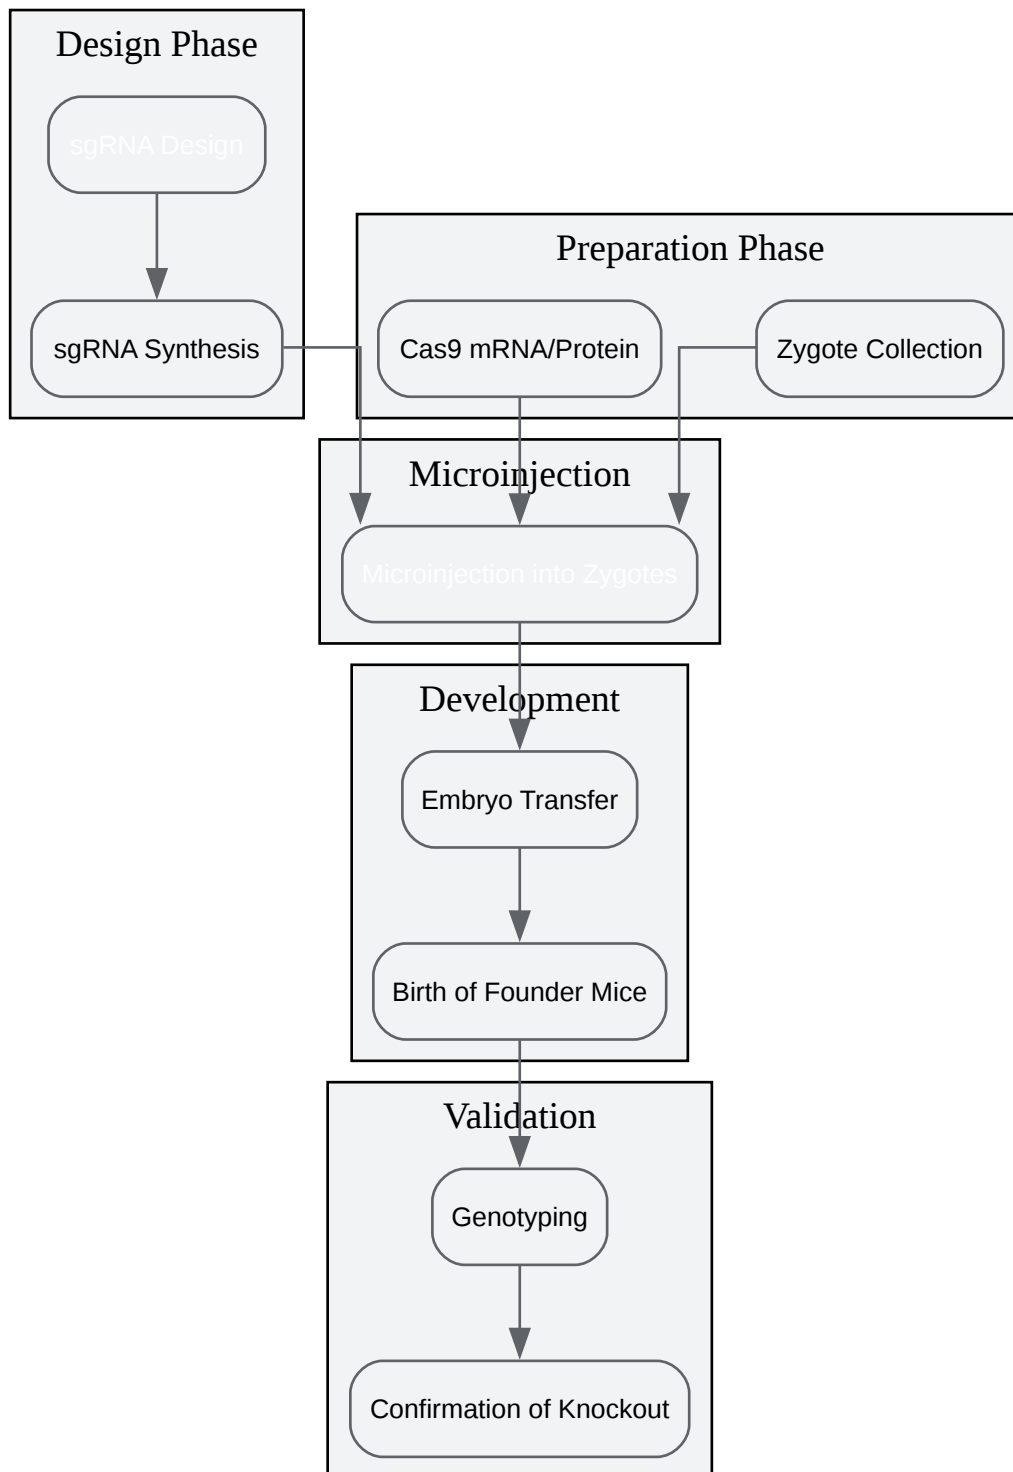 Design Phase
sgRNA Design
sgRNA Synthesis
Preparation Phase
Cas9 mRNA/Protein
Zygote Collection
Microinjection
Microinjection into Zygotes
Development
Embryo Transfer
Birth of Founder Mice
Validation
Genotyping
Confirmation of Knockout